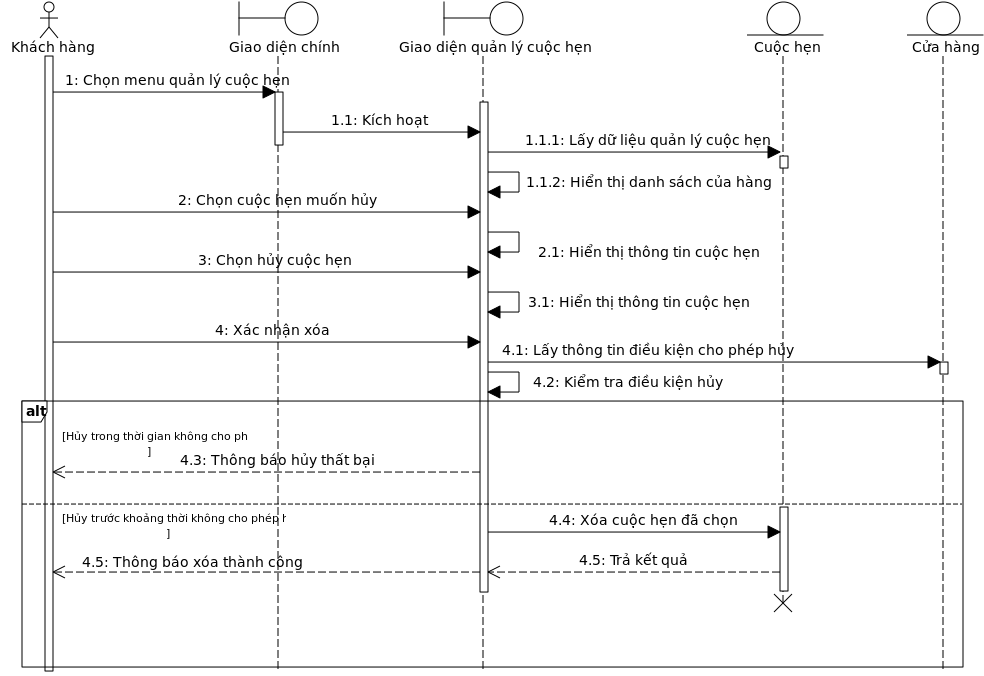 Khách hàng
Giao diện chính
Giao diện quản lý cuộc hẹn
Cuộc hẹn
Cửa hàng
1: Chọn menu quản lý cuộc hẹn
1.1: Kích hoạt
1.1.1: Lấy dữ liệu quản lý cuộc hẹn
1.1.2: Hiển thị danh sách của hàng
2: Chọn cuộc hẹn muốn hủy
2.1: Hiển thị thông tin cuộc hẹn
3: Chọn hủy cuộc hẹn
3.1: Hiển thị thông tin cuộc hẹn
4: Xác nhận xóa
4.1: Lấy thông tin điều kiện cho phép hủy
4.2: Kiểm tra điều kiện hủy
alt
[Hủy trong thời gian không cho ph
]
4.3: Thông báo hủy thất bại
[Hủy trước khoảng thời không cho phép
]
4.4: Xóa cuộc hẹn đã chọn
4.5: Thông báo xóa thành công
4.5: Trả kết quả